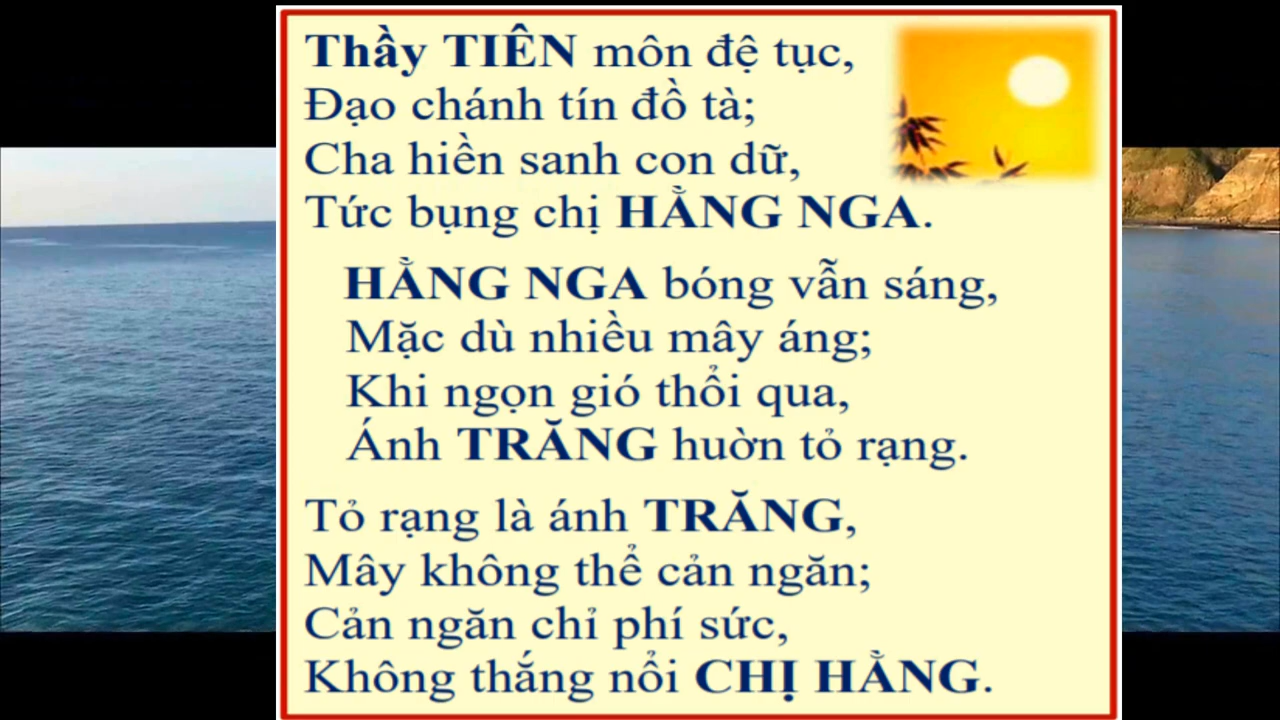 Thầy TIÊN môn đệ tục,
Đạo chánh tín đồ tà;
Cha hiền sanh con dữ,
Tức bụng chị HẰNG NGA.
HẰNG NGA bóng vẫn sáng,
Mặc dù nhiều mây áng;
Khi ngọn gió thổi qua,
Ánh TRĂNG huờn tỏ rạng.
Tỏ rạng là ánh TRĂNG,
Mây không thể cản ngăn;
Cản ngăn chỉ phí sức,
Không thắng nổi CHỊ HẰNG.